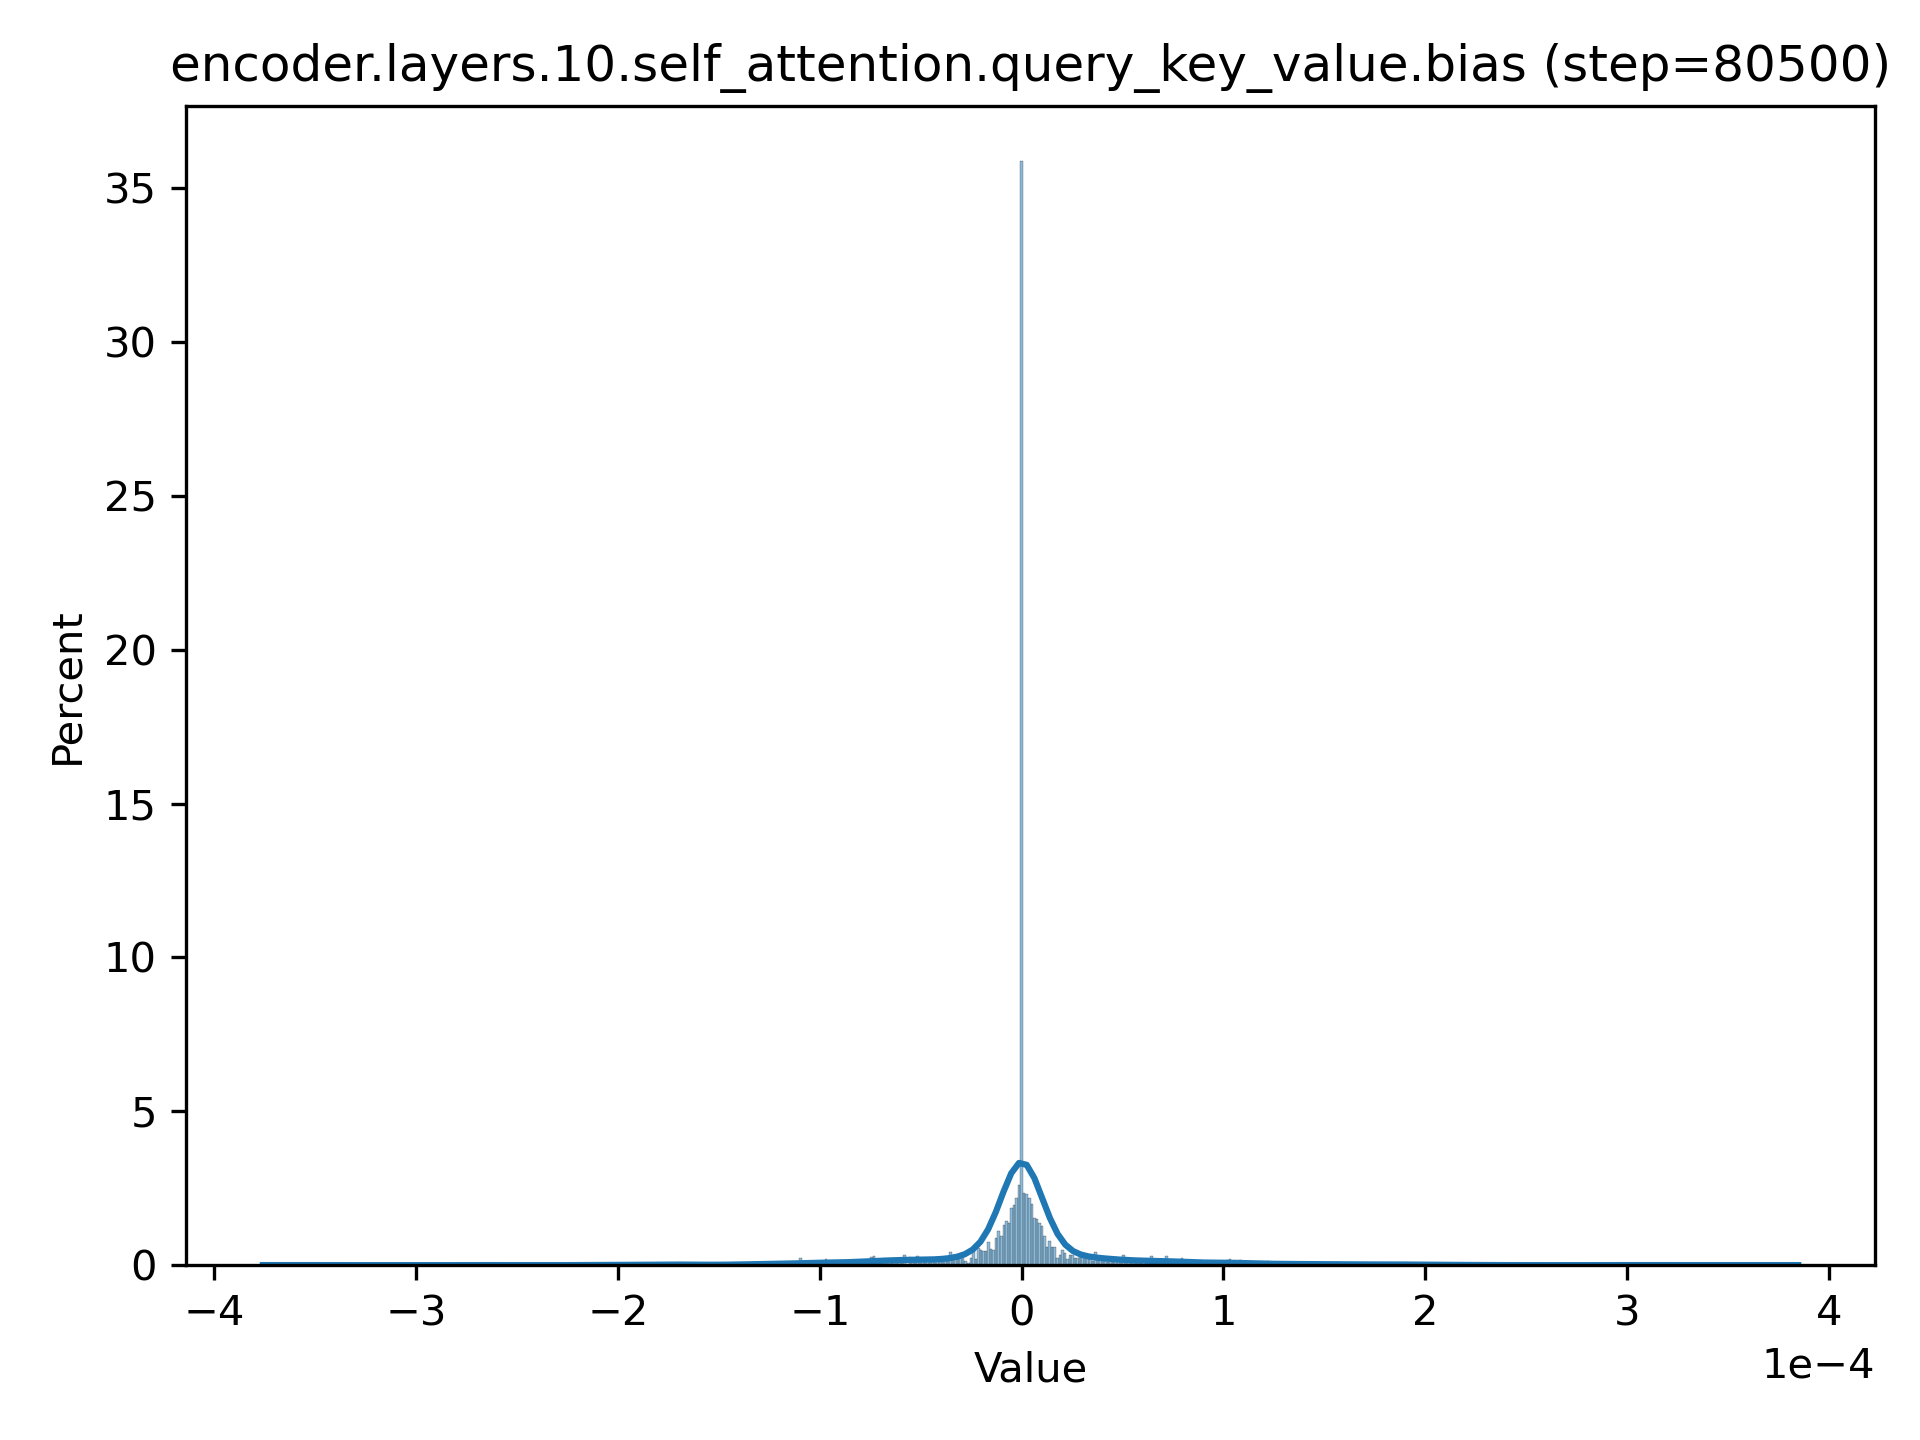 encoder.layers.10.self_attention.query_key_value.bias (step=80500)
35
30
25
20
15
10
5
0
Percent
−4 −3 −2 −1 0 1 2 3 4
1e−4
Value